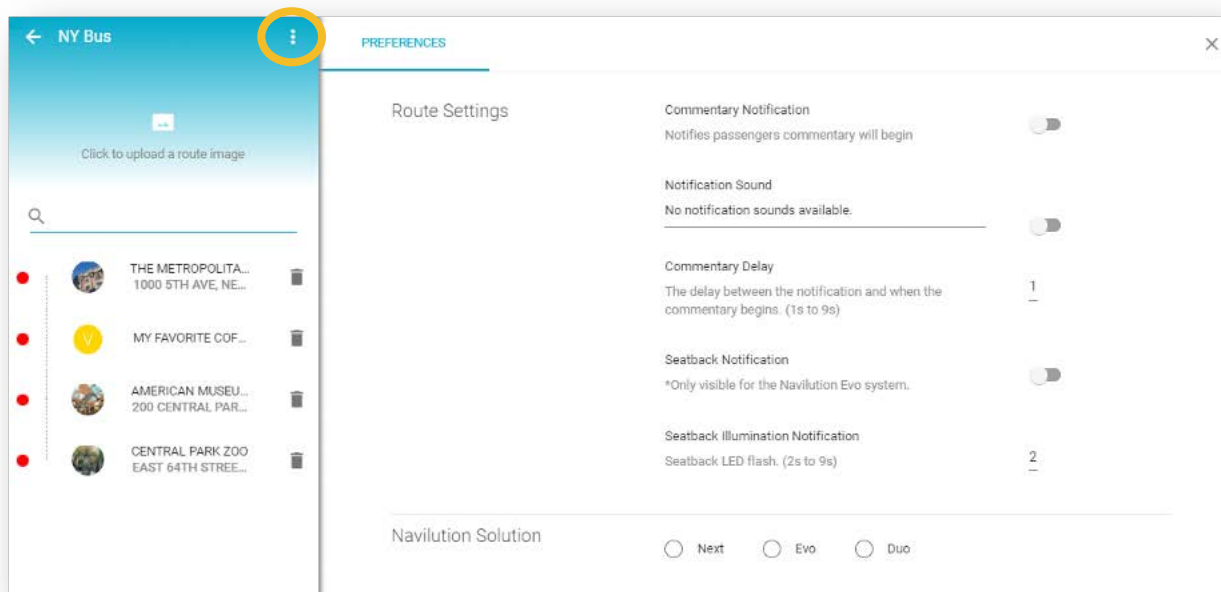 NY Bus
Click to upload a route image
THE METROPOLITA...
1000 5TH AVE, NE...
V
MY FAVORITE COF...
AMERICAN MUSEU...
200 CENTRAL PAR...
CENTRAL PARK ZOO
EAST 64TH STREE...
PREFERENCES
Route Settings
Commentary Notification
Notifies passengers commentary will begin
Notification Sound
No notification sounds available.
Commentary Delay
The delay between the notification and when the
commentary begins. (1s to 9s)
1
Seatback Notification
*Only visible for the Navilution Evo system.
Seatback Illumination Notification
Seatback LED flash. (2s to 9s)
2
Navilution Solution
Next Evo Duo